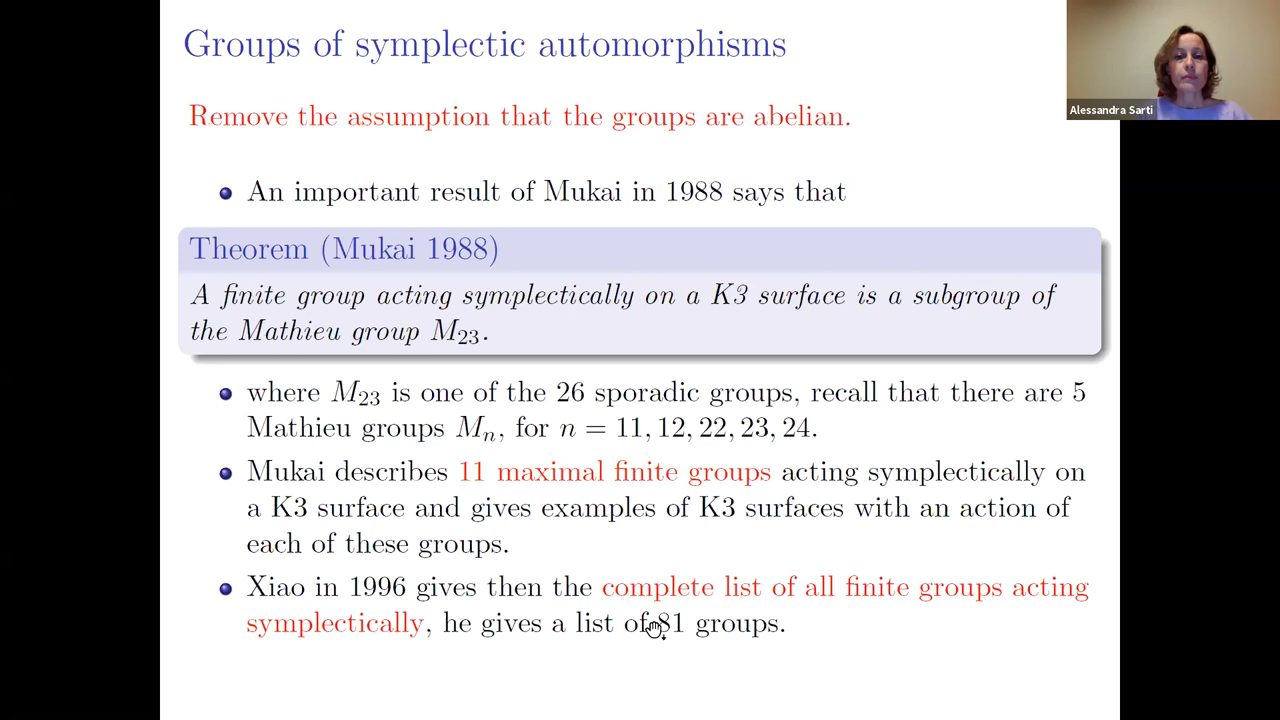 Groups of symplectic automorphisms
Alessandra Sarti
Remove the assumption that the groups are abelian.
An important result of Mukai in 1988 says that
Theorem (Mukai 1988)
A finite group acting symplectically on a K3 surface is a subgroup of
the Mathieu group M₂₃.
where M₂₃ is one of the 26 sporadic groups, recall that there are 5
Mathieu groups Mₙ, for n = 11, 12, 22, 23, 24.
Mukai describes 11 maximal finite groups acting symplectically on
a K3 surface and gives examples of K3 surfaces with an action of
each of these groups.
Xiao in 1996 gives then the complete list of all finite groups acting
symplectically, he gives a list of 81 groups.